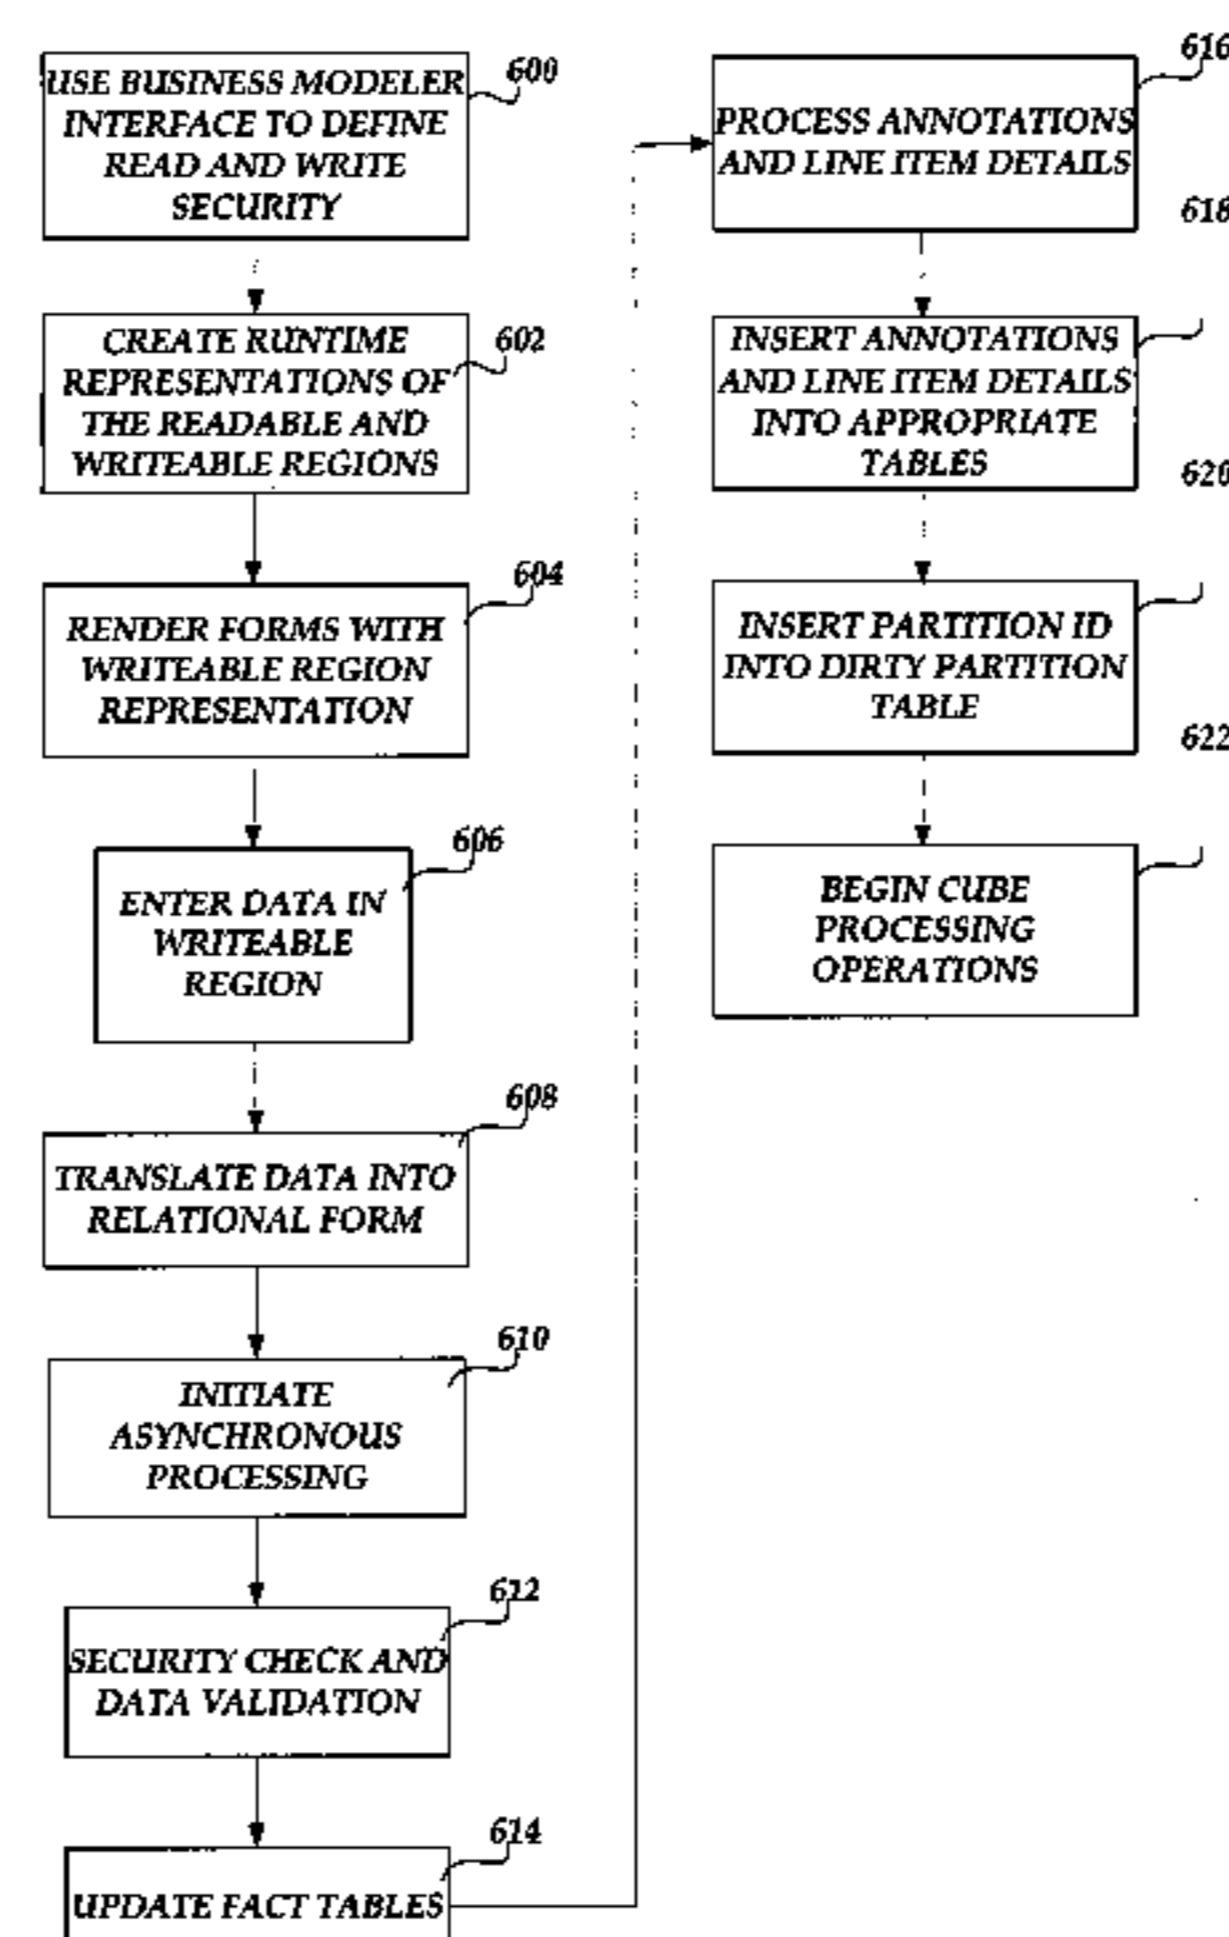 600
USE BUSINESS MODELER
INTERFACE TO DEFINE
READ AND WRITE
SECURITY
602
CREATE RUNTIME
REPRESENTATIONS OF
THE READABLE AND
WRITEABLE REGIONS
604
RENDER FORMS WITH
WRITEABLE REGION
REPRESENTATION
606
ENTER DATA IN
WRITEABLE
REGION
608
TRANSLATE DATA INTO
RELATIONAL FORM
610
INITIATE
ASYNCHRONOUS
PROCESSING
612
SECURITY CHECK AND
DATA VALIDATION
614
UPDATE FACT TABLES
616
PROCESS ANNOTATIONS
AND LINE ITEM DETAILS
618
INSERT ANNOTATIONS
AND LINE ITEM DETAILS
INTO APPROPRIATE
TABLES
620
INSERT PARTITION ID
INTO DIRTY PARTITION
TABLE
622
BEGIN CUBE
PROCESSING
OPERATIONS